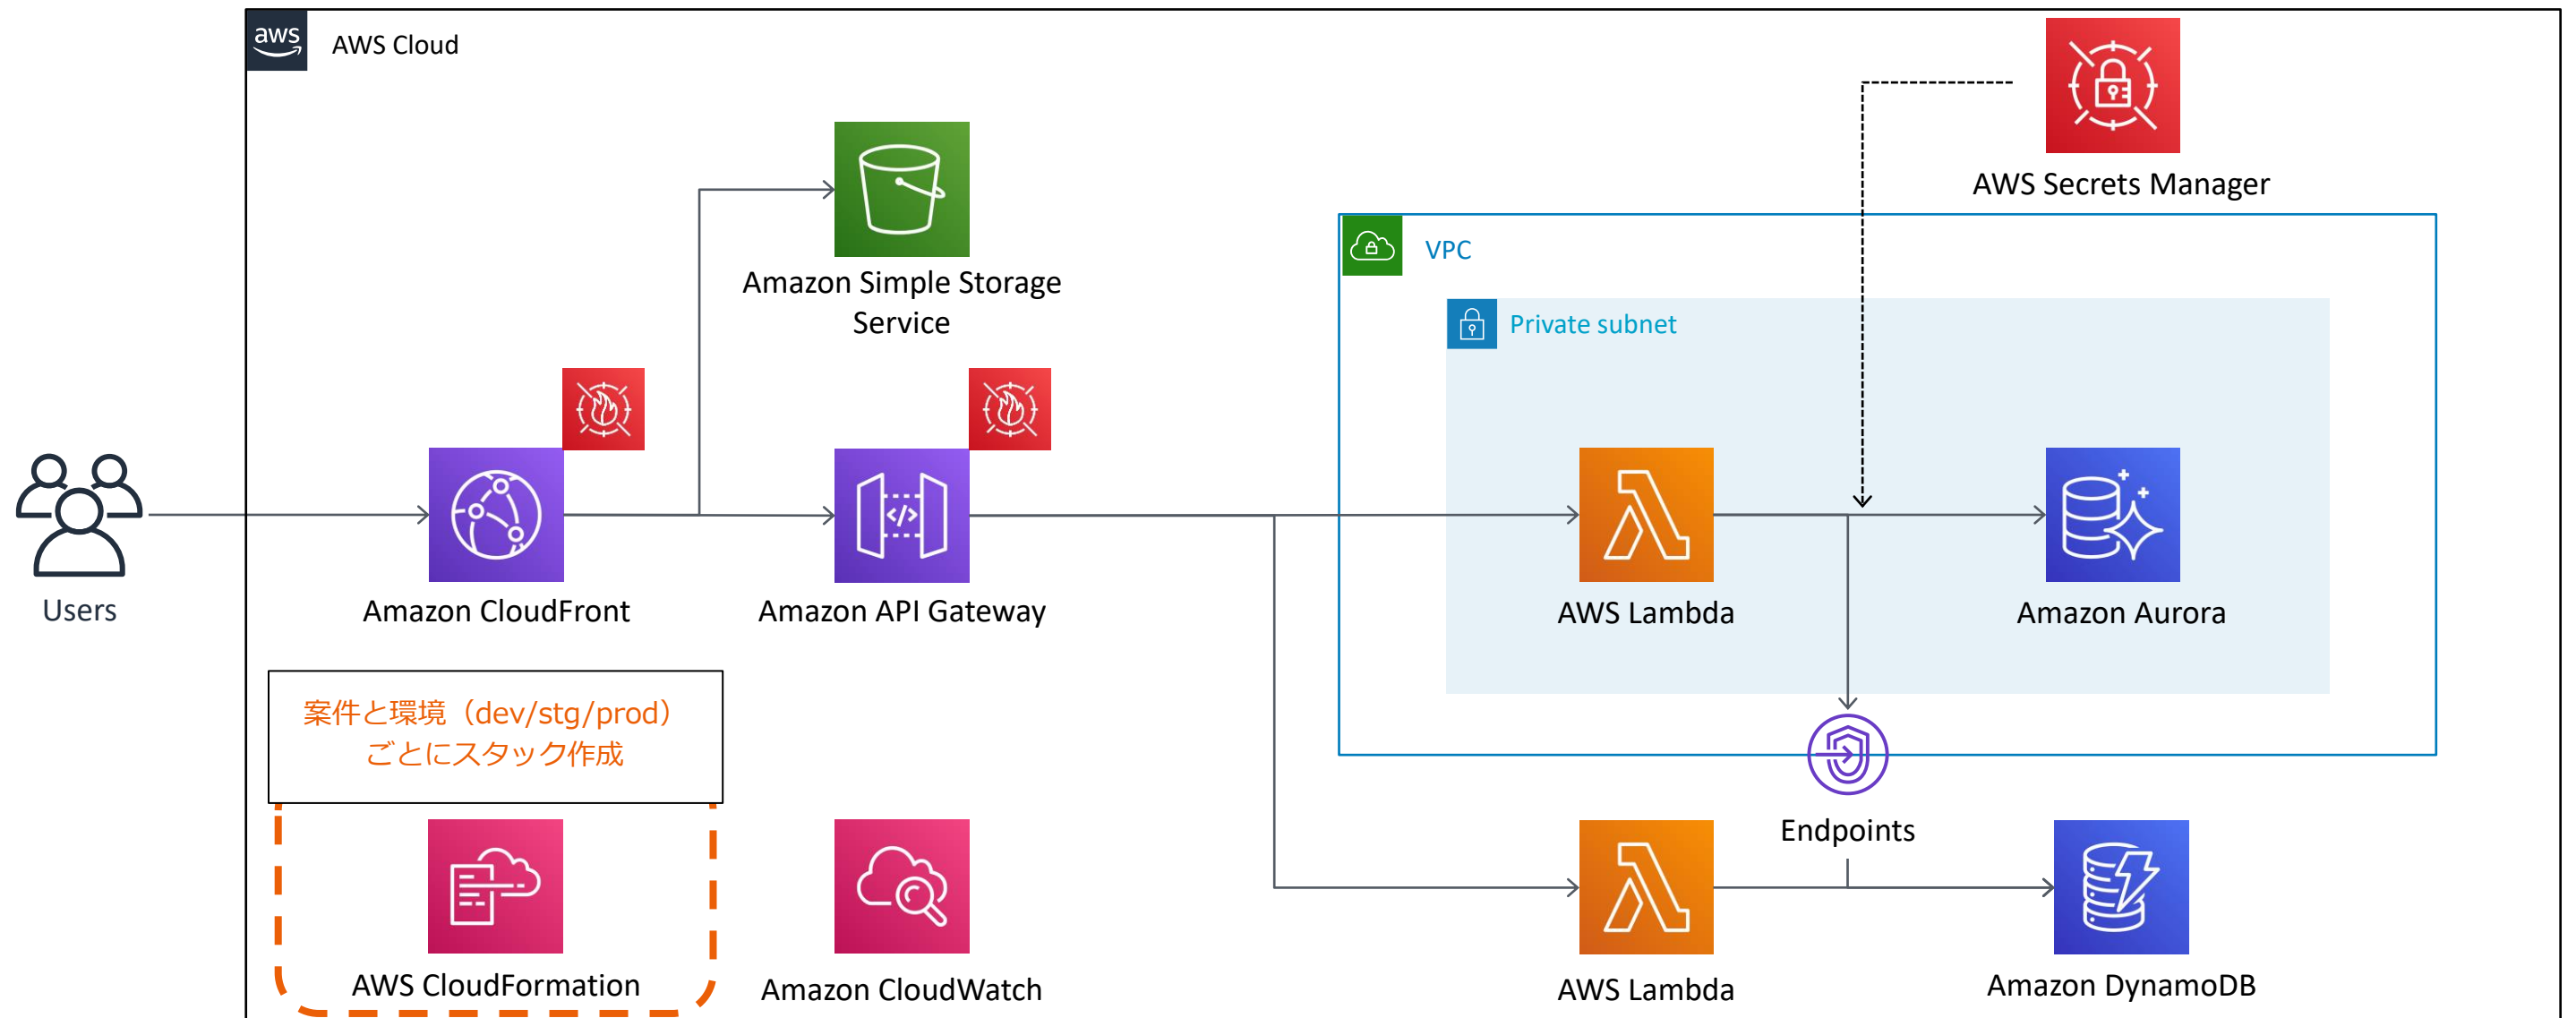 aws
AWS Cloud
AWS Secrets Manager
Amazon Simple Storage
Service
VPC
Private subnet
</>
Users
Amazon CloudFront
Amazon API Gateway
AWS Lambda
Amazon Aurora
案件と環境（dev/stg/prod）
ごとにスタック作成
Endpoints
AWS CloudFormation
Amazon CloudWatch
AWS Lambda
Amazon DynamoDB